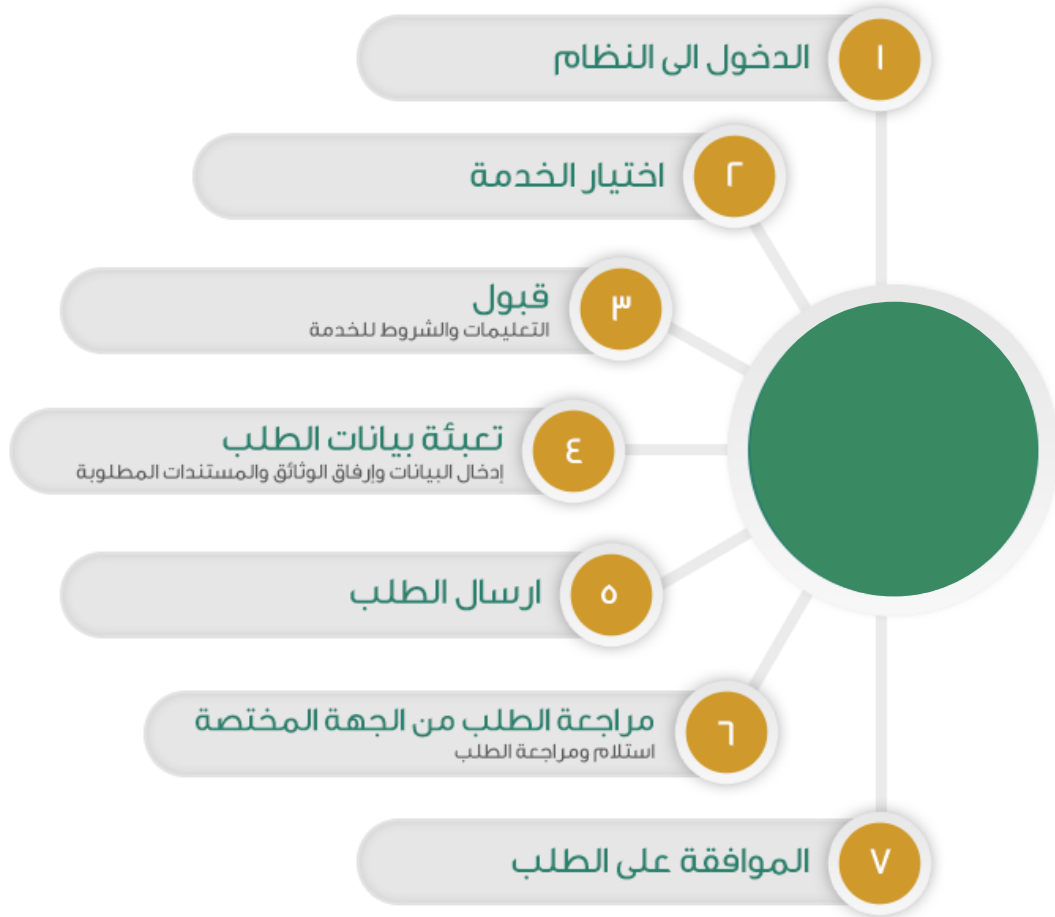 ١
الدخول الى النظام
٢
اختيار الخدمة
٣
قبول
التعليمات والشروط للخدمة
٤
تعبئة بيانات الطلب
إدخال البيانات وإرفاق الوثائق والمستندات المطلوبة
٥
ارسال الطلب
٦
مراجعة الطلب من الجهة المختصة
استلام ومراجعة الطلب
٧
الموافقة على الطلب